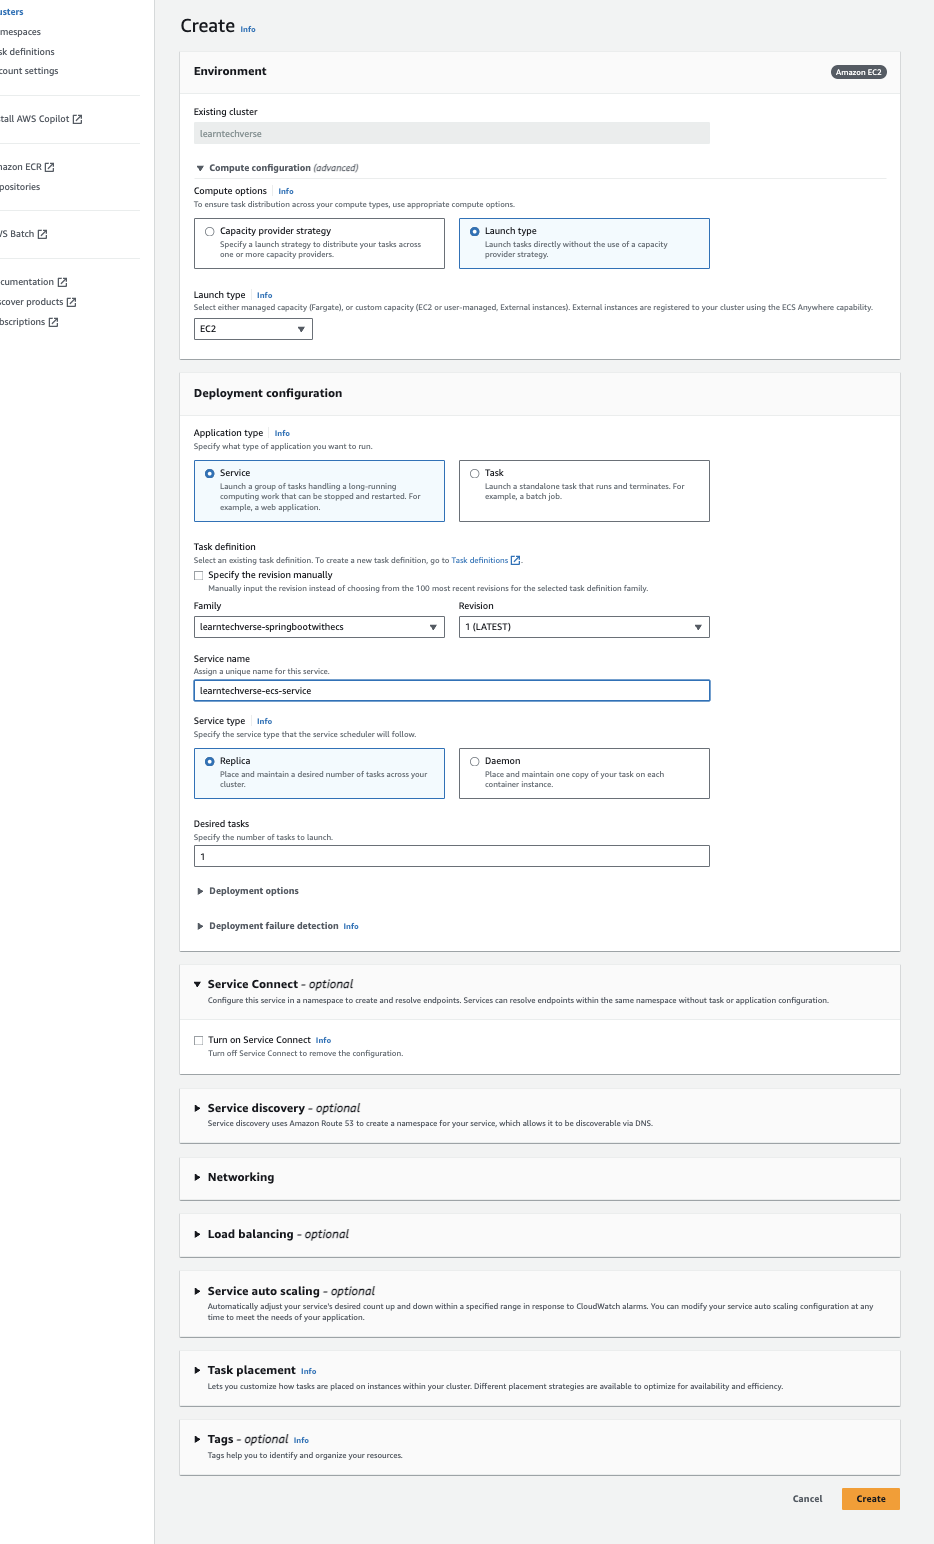 usters
mespaces
sk definitions
count settings
tall AWS Copilot
nazon ECR
positories
VS Batch
cumentation
scover products
bscriptions
Create Info
Environment
Amazon EC2
Existing cluster
learntechverse
Compute configuration (advanced)
Compute options Info
To ensure task distribution across your compute types, use appropriate compute options.
Capacity provider strategy
Specify a launch strategy to distribute your tasks across
one or more capacity providers.
Launch type
Launch tasks directly without the use of a capacity
provider strategy.
Launch type Info
Select either managed capacity (Fargate), or custom capacity (EC2 or user-managed, External instances). External instances are registered to your cluster using the ECS Anywhere capability.
EC2
Deployment configuration
Application type Info
Specify what type of application you want to run.
Service
Launch a group of tasks handling a long-running
computing work that can be stopped and restarted. For
example, a web application.
Task
Launch a standalone task that runs and terminates. For
example, a batch job.
Task definition
Select an existing task definition. To create a new task definition, go to Task definitions.
Specify the revision manually
Manually input the revision instead of choosing from the 100 most recent revisions for the selected task definition family.
Family
learntechverse-springbootwithecs
Revision
1 (LATEST)
Service name
Assign a unique name for this service.
learntechverse-ecs-service
Service type Info
Specify the service type that the service scheduler will follow.
Replica
Place and maintain a desired number of tasks across your
cluster.
Daemon
Place and maintain one copy of your task on each
container instance.
Desired tasks
Specify the number of tasks to launch.
1
Deployment options
Deployment failure detection Info
Service Connect - optional
Configure this service in a namespace to create and resolve endpoints. Services can resolve endpoints within the same namespace without task or application configuration.
Turn on Service Connect Info
Turn off Service Connect to remove the configuration.
Service discovery - optional
Service discovery uses Amazon Route 53 to create a namespace for your service, which allows it to be discoverable via DNS.
Networking
Load balancing - optional
Service auto scaling - optional
Automatically adjust your service's desired count up and down within a specified range in response to CloudWatch alarms. You can modify your service auto scaling configuration at any
time to meet the needs of your application.
Task placement Info
Lets you customize how tasks are placed on instances within your cluster. Different placement strategies are available to optimize for availability and efficiency.
Tags - optional Info
Tags help you to identify and organize your resources.
Cancel
Create